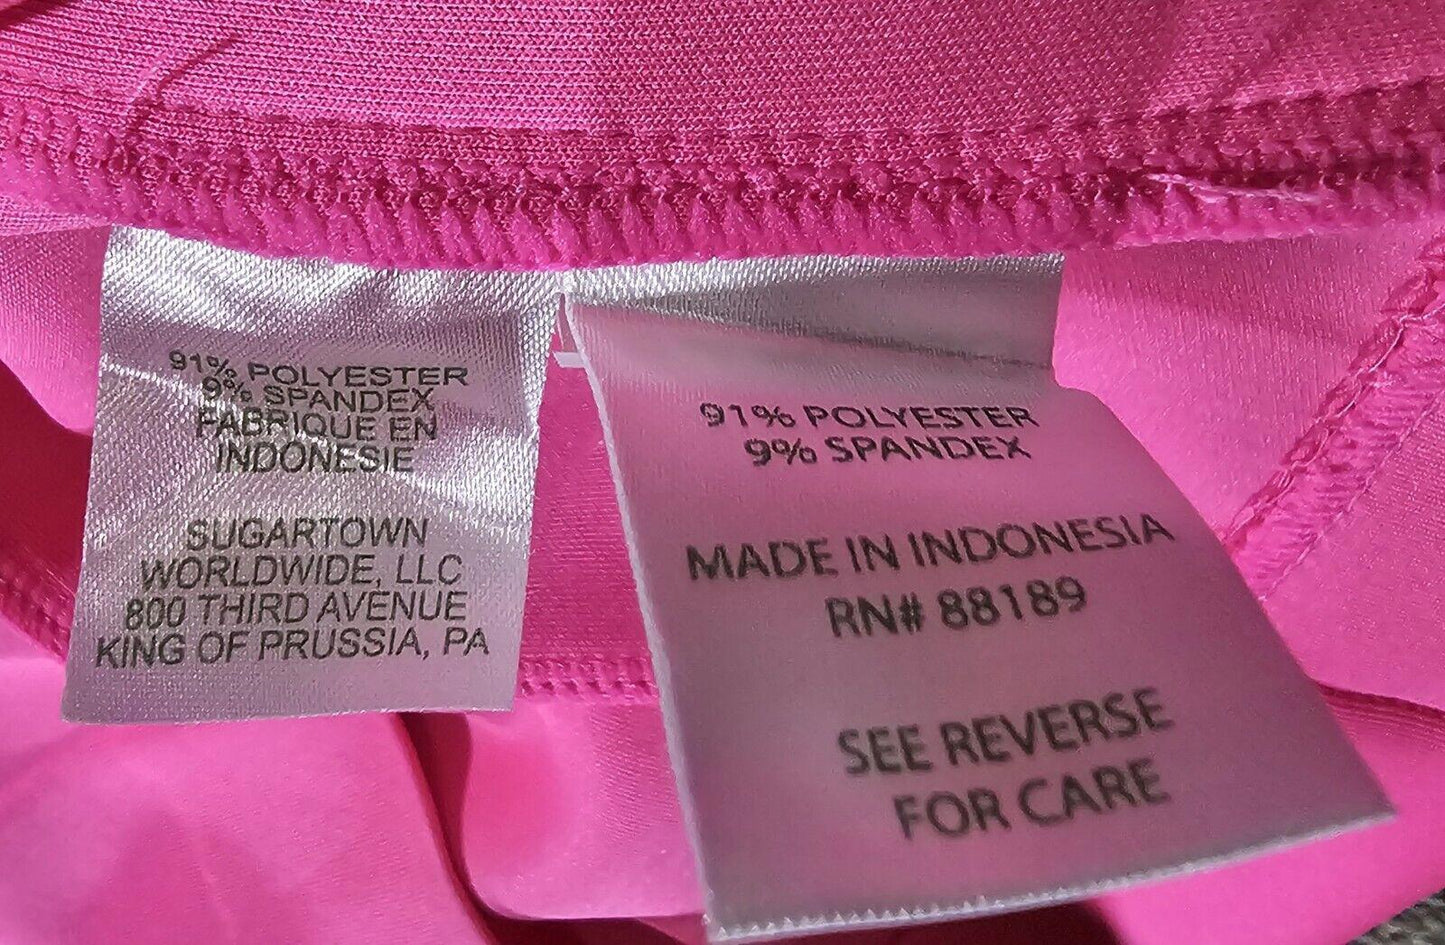 91% POLYESTER
9% SPANDEX
FABRIQUE EN
INDONESIE
SUGARTOWN
WORLDWIDE, LLC
800 THIRD AVENUE
KING OF PRUSSIA, PA
91% POLYESTER
9% SPANDEX
MADE IN INDONESIA
RN# 88189
SEE REVERSE
FOR CARE